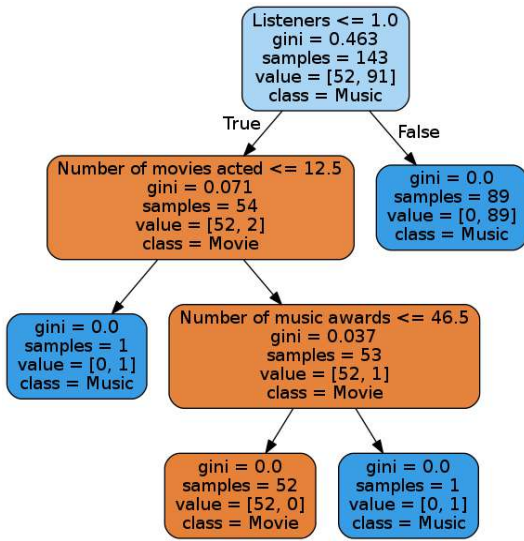 Listeners <= 1.0
gini = 0.463
samples = 143
value = [52, 91]
class = Music
True
False
Number of movies acted <= 12.5
gini = 0.071
samples = 54
value = [52, 2]
class = Movie
gini = 0.0
samples = 89
value = [0, 89]
class = Music
gini = 0.0
samples = 1
value = [0, 1]
class = Music
Number of music awards <= 46.5
gini = 0.037
samples = 53
value = [52, 1]
class = Movie
gini = 0.0
samples = 52
value = [52, 0]
class = Movie
gini = 0.0
samples = 1
value = [0, 1]
class = Music